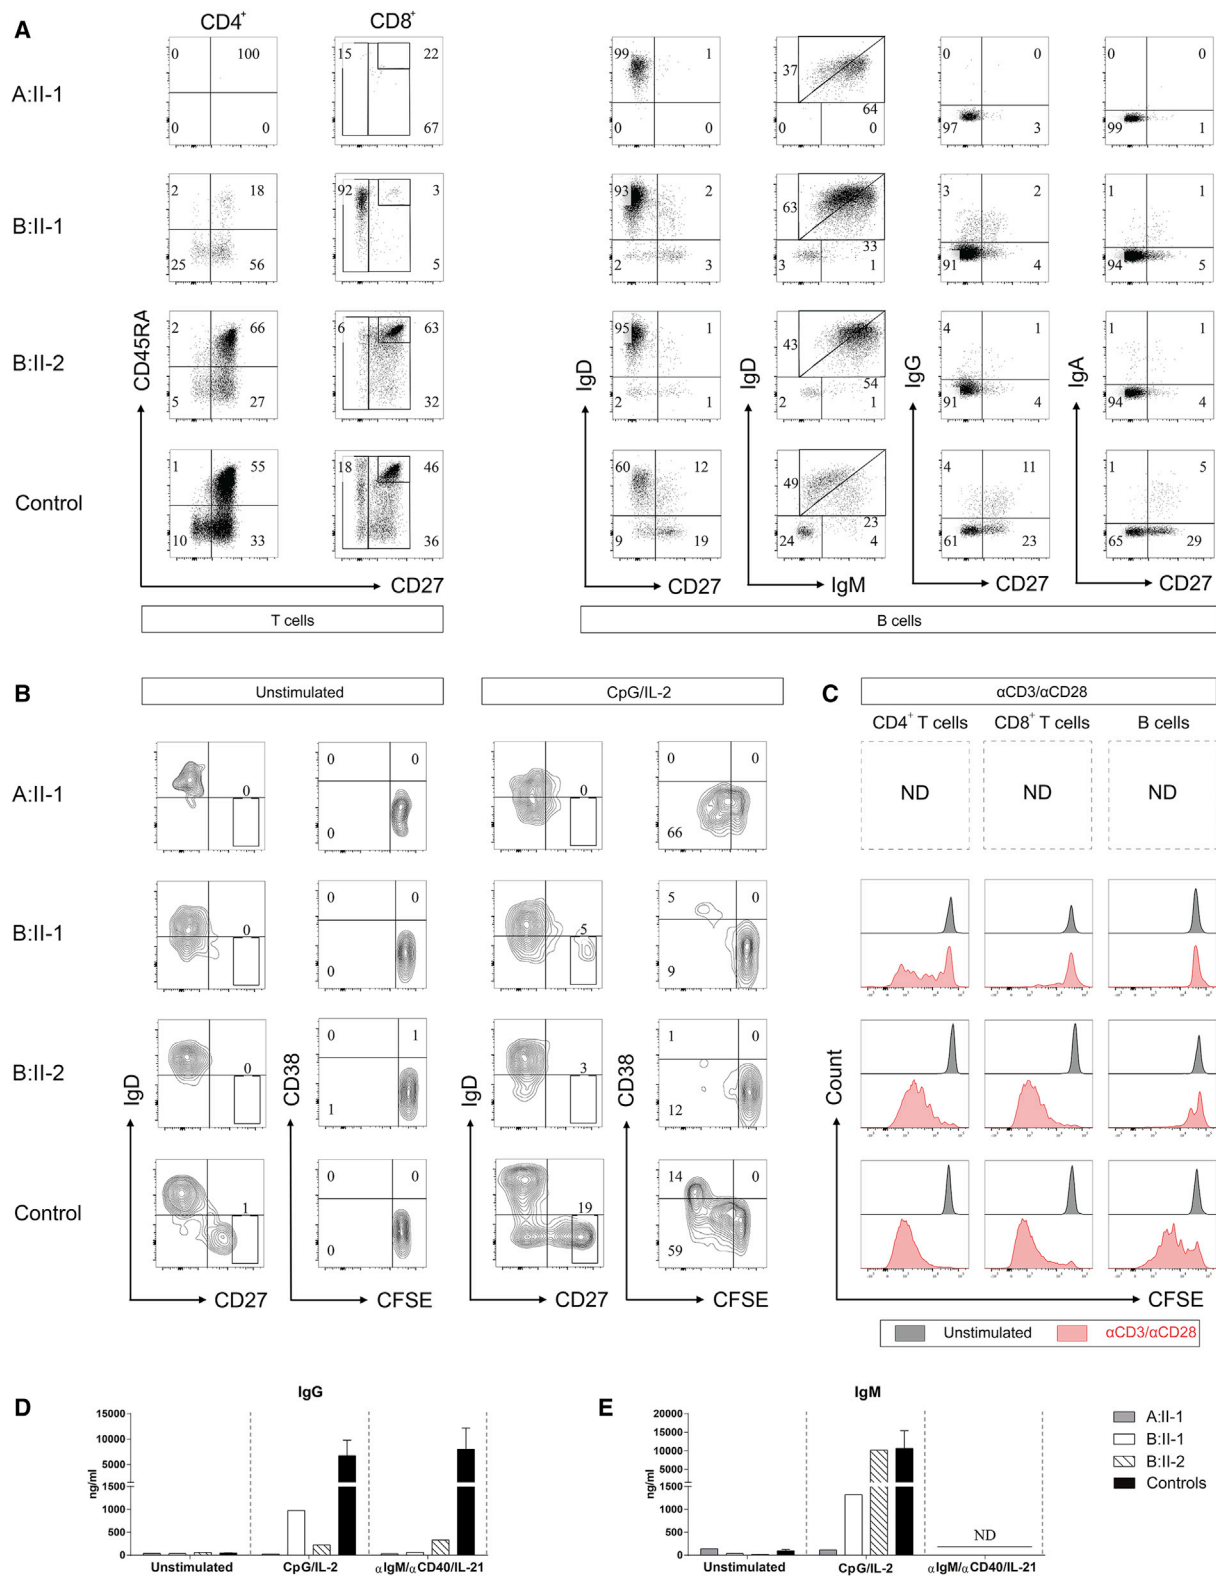 A
CD4+ CD8+
A:II-1
0 100
0 0
15 22
67
99 1
0 0
37
64
0 0
0 0
97 3
0 0
99 1
B:II-1
2 18
25 56
92 3
5
93 2
2 3
63
33
3 1
3 2
91 4
1 1
94 5
B:II-2
2 66
5 27
6 63
32
95 1
2 1
43
54
2 1
4 1
91 4
1 1
94 4
Control
1 55
10 33
18 46
36
60 12
9 19
49
23
24 4
4 11
61 23
1 5
65 29
CD45RA
IgD
IgD
IgG
IgA
CD27 CD27 IgM CD27 CD27
T cells B cells
B
Unstimulated CpG/IL-2
A:II-1
0
0 0
0
0
0 0
66
B:II-1
0
0 0
0
5
5 0
9
B:II-2
0
0 1
1
3
1 0
12
Control
1
0 0
0
19
14 0
59
IgD
CD38
IgD
CD38
CD27 CFSE CD27 CFSE
C
αCD3/αCD28
CD4+ T cells CD8+ T cells B cells
ND ND ND
Count
CFSE
Unstimulated αCD3/αCD28
D
IgG
ng/ml
15000
10000
5000
1500
1000
500
0
Unstimulated CpG/IL-2 αIgM/αCD40/IL-21
E
IgM
ng/ml
20000
15000
10000
5000
1500
1000
500
0
ND
Unstimulated CpG/IL-2 αIgM/αCD40/IL-21
A:II-1
B:II-1
B:II-2
Controls